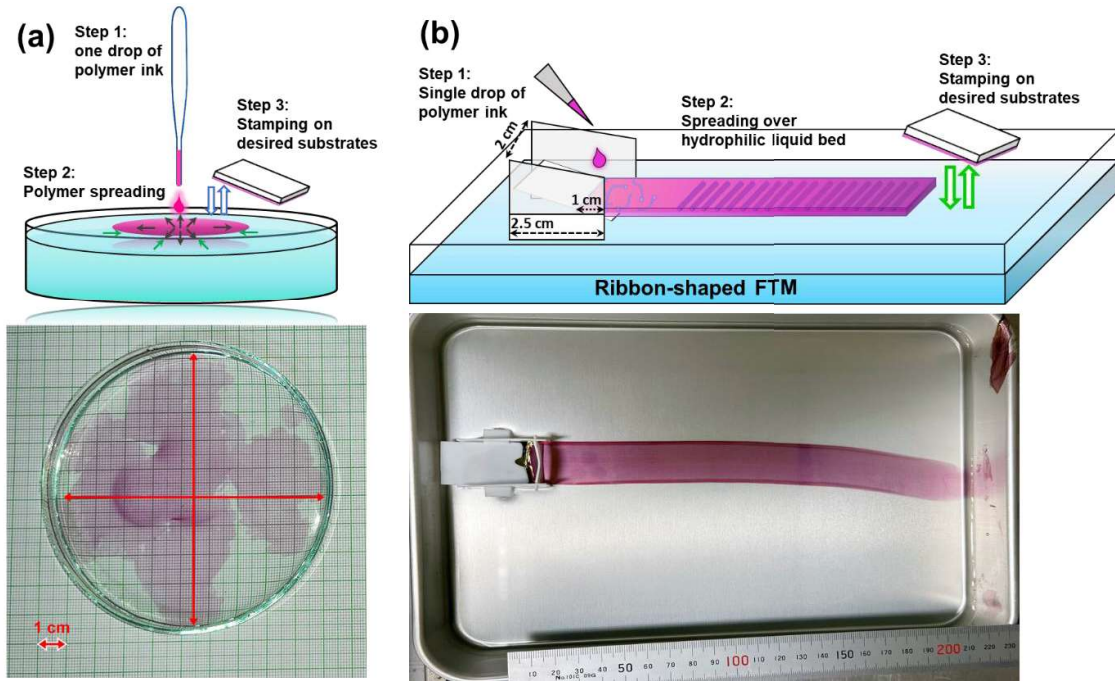 (a)
Step 1:
one drop of
polymer ink
Step 3:
Stamping on
desired substrates
Step 2:
Polymer spreading
1 cm
(b)
Step 1:
Single drop of
polymer ink
Step 2:
Spreading over
hydrophilic liquid bed
Step 3:
Stamping on
desired substrates
2 cm
1 cm
2.5 cm
Ribbon-shaped FTM
10 20 30 40 50 60 70 80 90 100 110 120 130 140 150 160 170 180 190 200 210 220 230